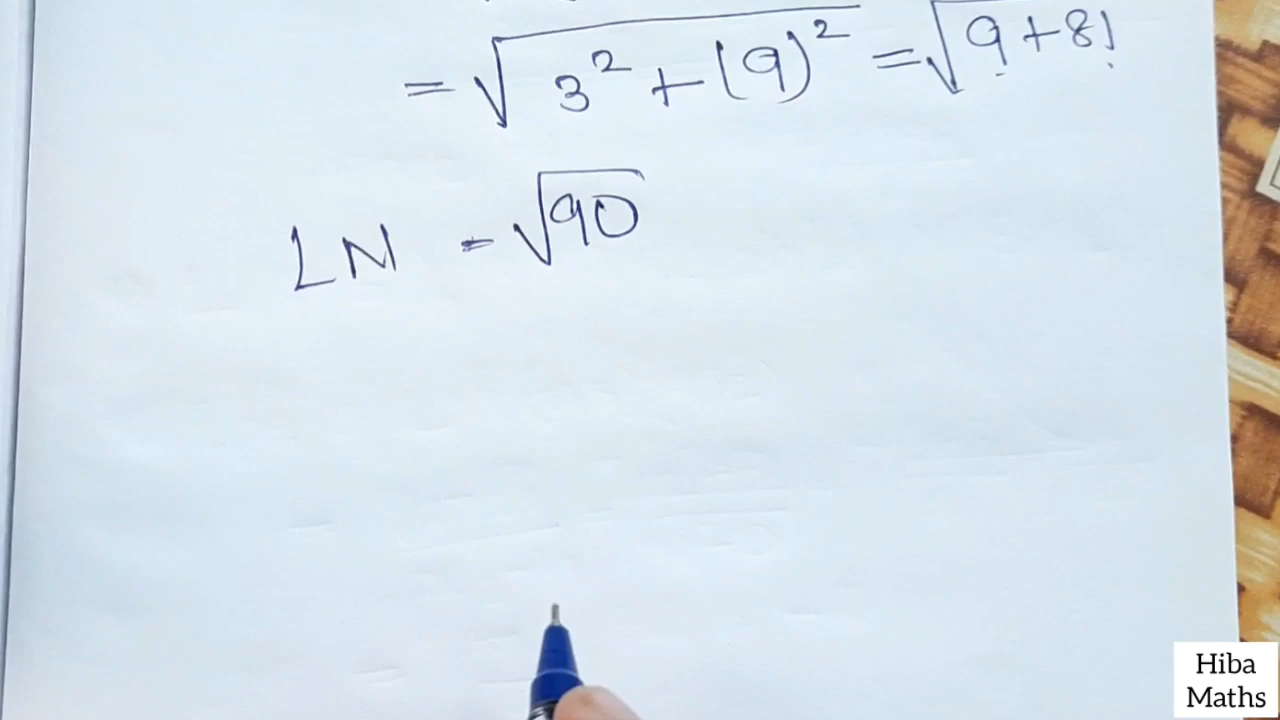 = √3² + (9)² = √9 + 81
LN = √90
Hiba
Maths